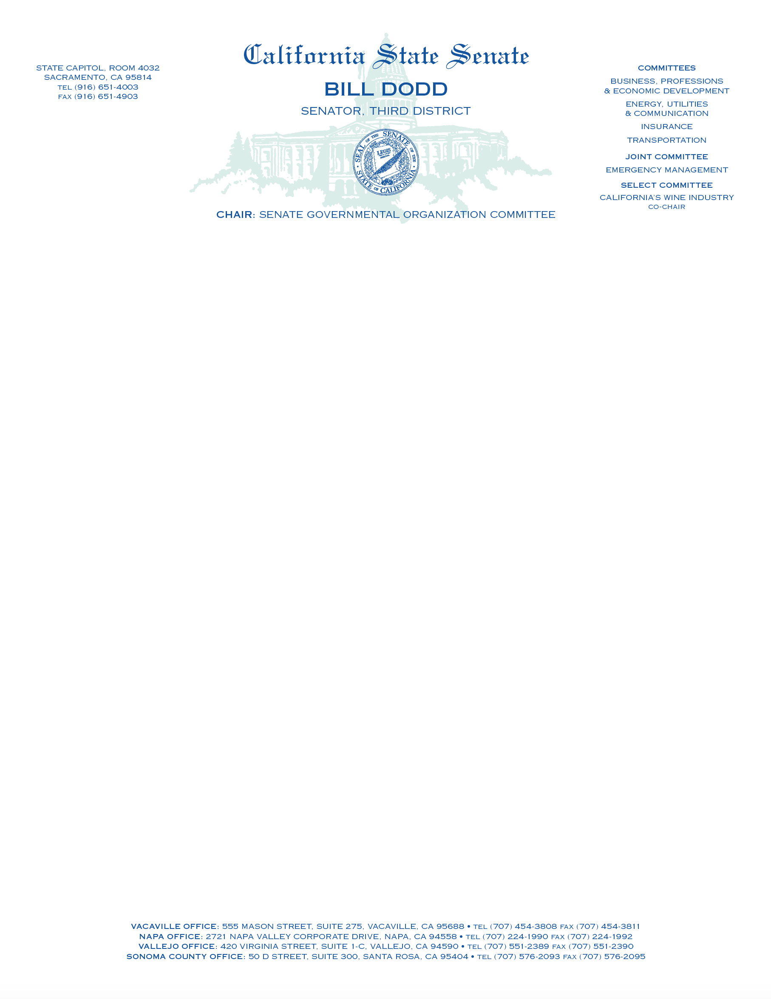 California State Senate
BILL DODD
SENATOR, THIRD DISTRICT
STATE CAPITOL, ROOM 4032
SACRAMENTO, CA 95814
TEL (916) 651-4003
FAX (916) 651-4903
COMMITTEES
BUSINESS, PROFESSIONS
& ECONOMIC DEVELOPMENT
ENERGY, UTILITIES
& COMMUNICATION
INSURANCE
TRANSPORTATION
JOINT COMMITTEE
EMERGENCY MANAGEMENT
SELECT COMMITTEE
CALIFORNIA'S WINE INDUSTRY
CO-CHAIR
SEAL OF THE SENATE OF THE
STATE OF CALIFORNIA
LEGIS
CHAIR: SENATE GOVERNMENTAL ORGANIZATION COMMITTEE
VACAVILLE OFFICE: 555 MASON STREET, SUITE 275, VACAVILLE, CA 95688 • TEL (707) 454-3808 FAX (707) 454-3811
NAPA OFFICE: 2721 NAPA VALLEY CORPORATE DRIVE, NAPA, CA 94558 • TEL (707) 224-1990 FAX (707) 224-1992
VALLEJO OFFICE: 420 VIRGINIA STREET, SUITE 1-C, VALLEJO, CA 94590 • TEL (707) 551-2389 FAX (707) 551-2390
SONOMA COUNTY OFFICE: 50 D STREET, SUITE 300, SANTA ROSA, CA 95404 • TEL (707) 576-2093 FAX (707) 576-2095